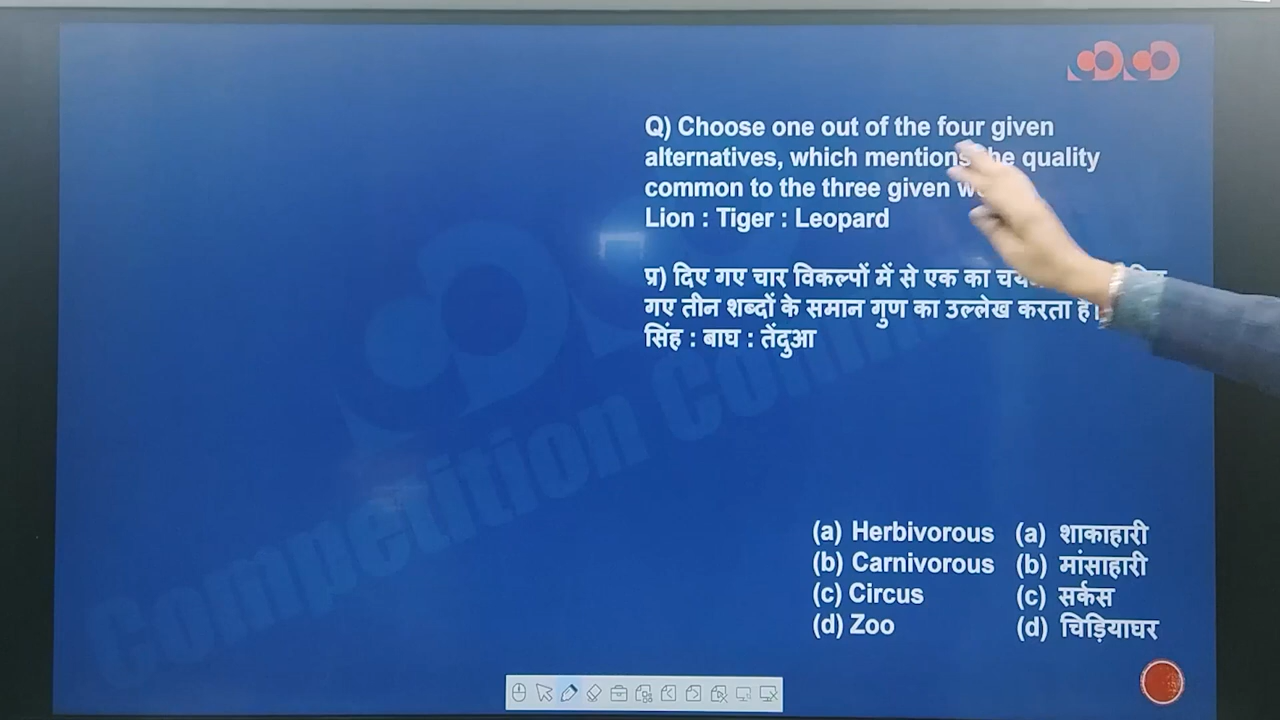 Q) Choose one out of the four given
alternatives, which mentions the quality
common to the three given
Lion : Tiger : Leopard
प्र) दिए गए चार विकल्पों में से एक का
गए तीन शब्दों के समान गुण का उल्लेख करता है।
सिंह : बाघ : तेंदुआ
Competition
(a) Herbivorous (a) शाकाहारी
(b) Carnivorous (b) मांसाहारी
(c) Circus (c) सर्कस
(d) Zoo (d) चिड़ियाघर